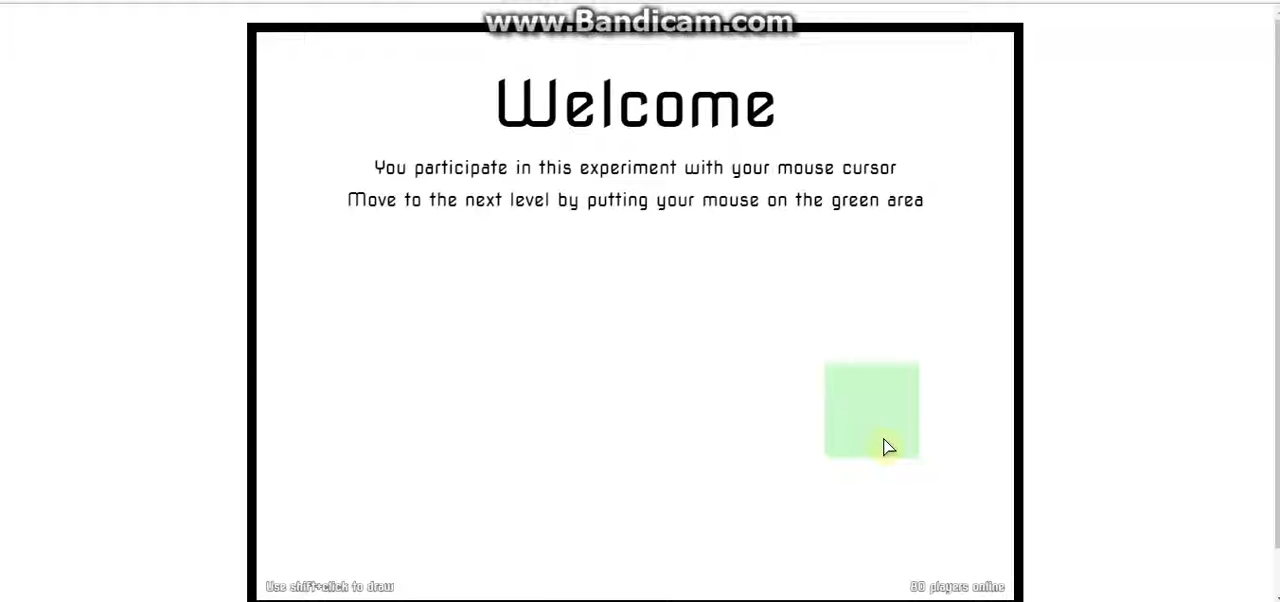 www.Bandicam.com
Welcome
You participate in this experiment with your mouse cursor
Move to the next level by putting your mouse on the green area
Use shift+click to draw
80 players online